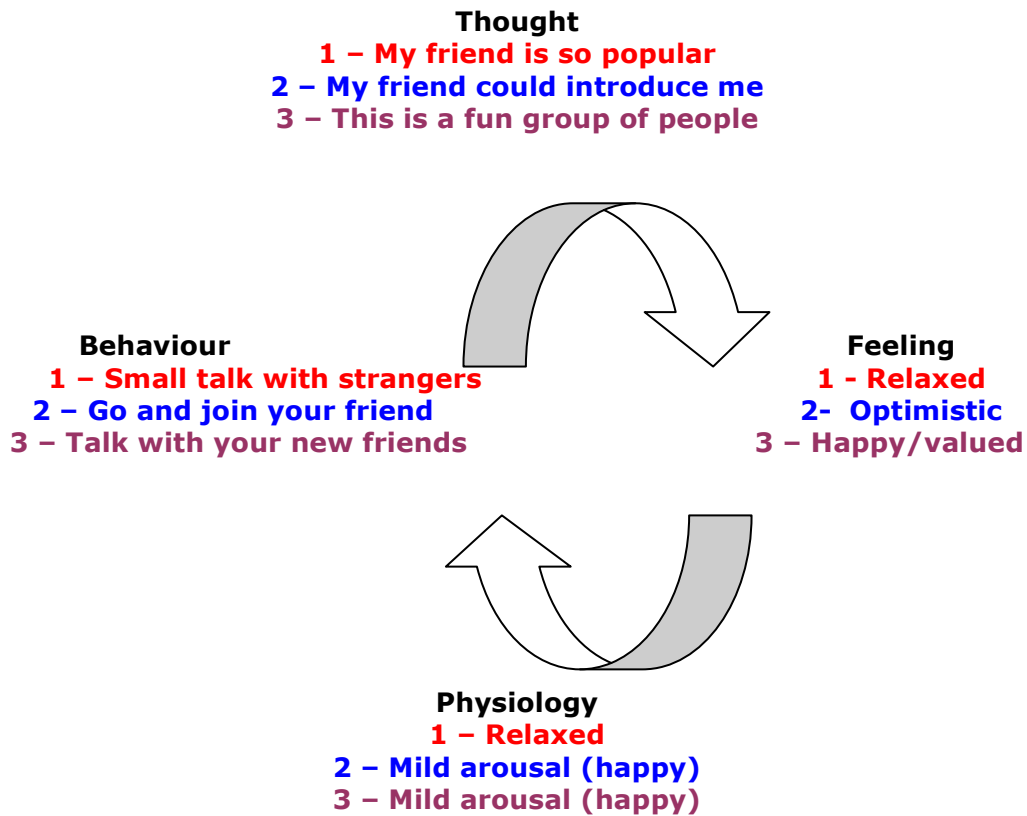 Thought
1 – My friend is so popular
2 – My friend could introduce me
3 – This is a fun group of people
Behaviour
1 – Small talk with strangers
2 – Go and join your friend
3 – Talk with your new friends
Feeling
1 - Relaxed
2-  Optimistic
3 – Happy/valued
Physiology
1 – Relaxed
2 – Mild arousal (happy)
3 – Mild arousal (happy)